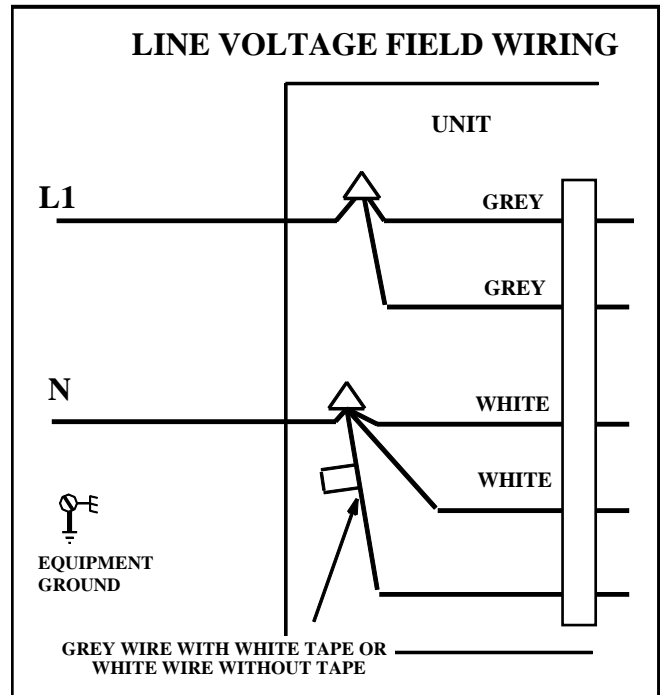 LINE VOLTAGE FIELD WIRING
UNIT
L1
GREY
GREY
N
WHITE
WHITE
EQUIPMENT
GROUND
GREY WIRE WITH WHITE TAPE OR
WHITE WIRE WITHOUT TAPE